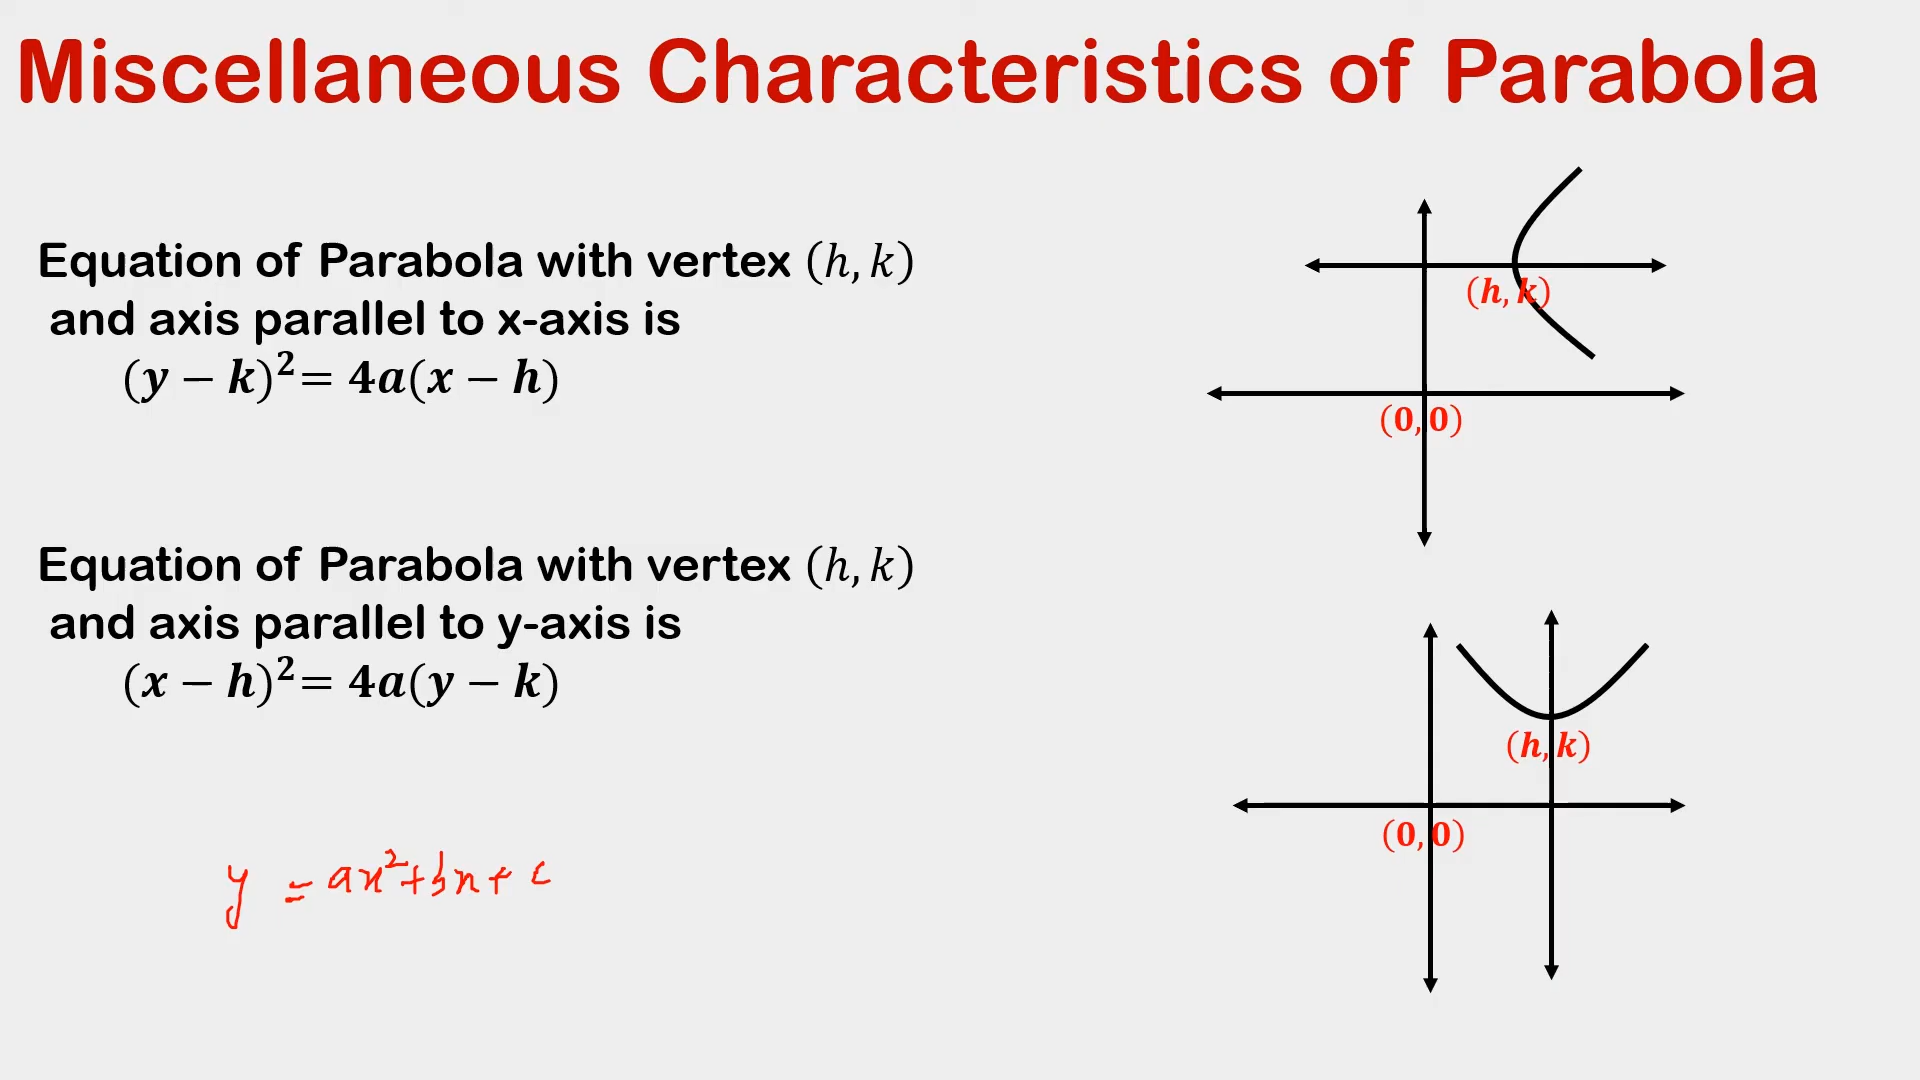 Miscellaneous Characteristics of Parabola
Equation of Parabola with vertex (h, k)
and axis parallel to x-axis is
(y − k)²= 4a(x − h)
(h, k)
(0, 0)
Equation of Parabola with vertex (h, k)
and axis parallel to y-axis is
(x − h)²= 4a(y − k)
(h, k)
(0, 0)
y = ax²+bx+c